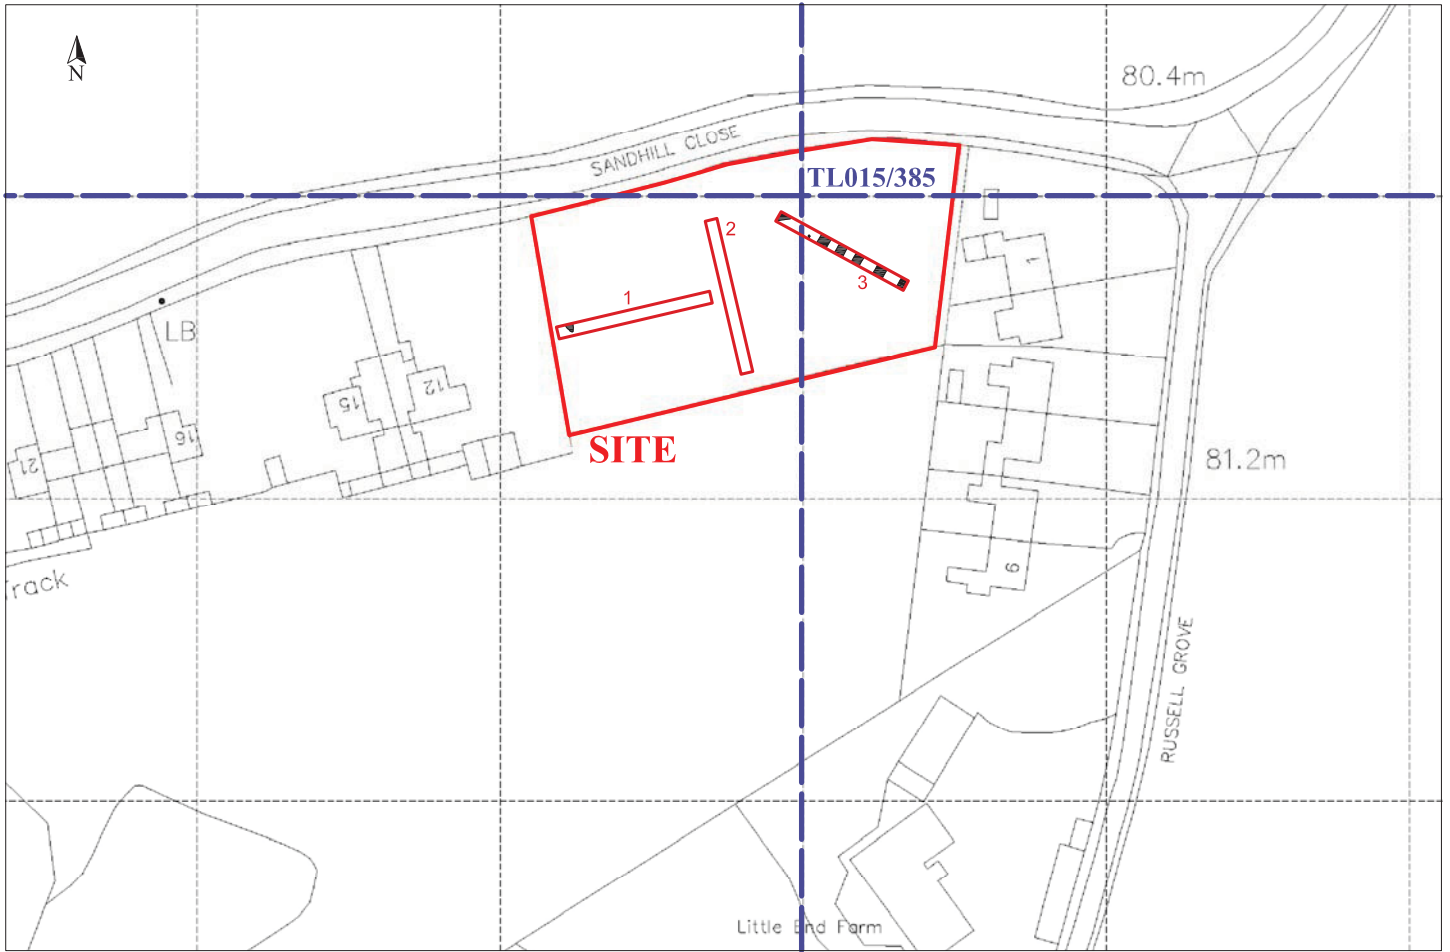 N
80.4m
SANDHILL CLOSE
TL015/385
2
1
3
1
LB
12
15
16
21
SITE
81.2m
6
rack
RUSSELL GROVE
Little End Farm